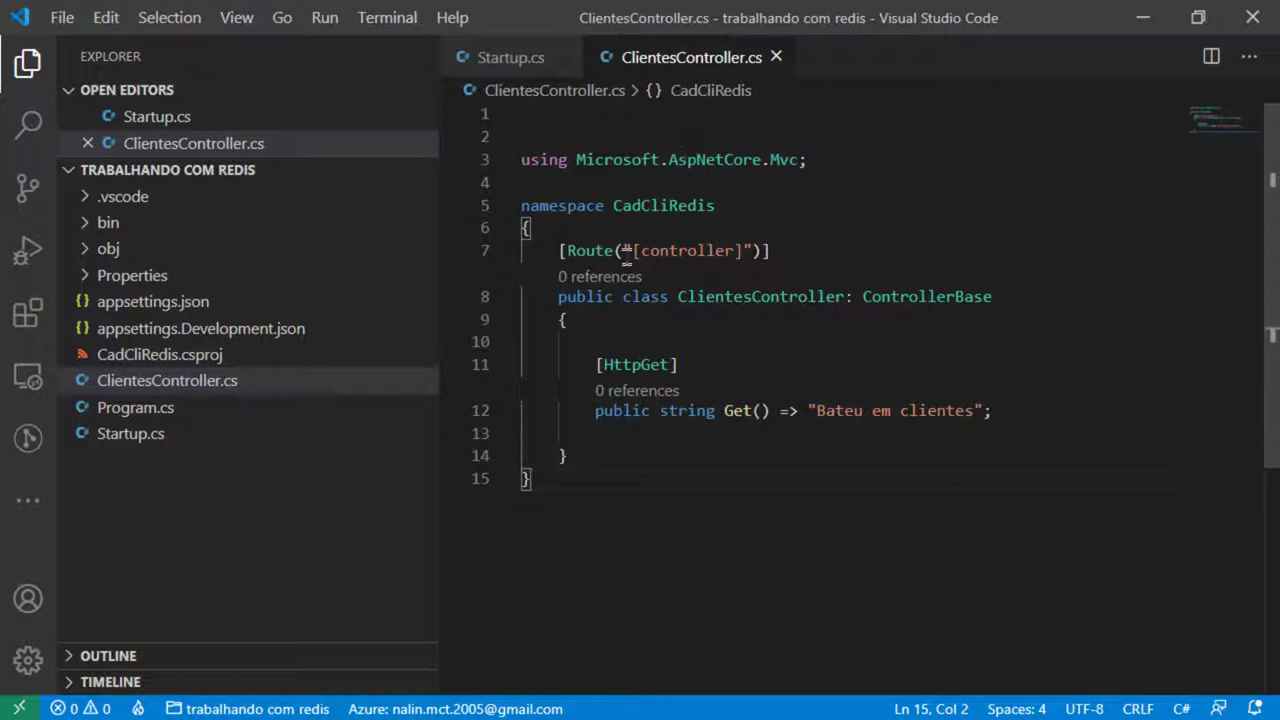 File Edit Selection View Go Run Terminal Help ClientesController.cs - trabalhando com redis - Visual Studio Code
EXPLORER
OPEN EDITORS
Startup.cs
ClientesController.cs
TRABALHANDO COM REDIS
.vscode
bin
obj
Properties
appsettings.json
appsettings.Development.json
CadCliRedis.csproj
ClientesController.cs
Program.cs
Startup.cs
OUTLINE
TIMELINE
Startup.cs ClientesController.cs
ClientesController.cs > {} CadCliRedis
1
2
3 using Microsoft.AspNetCore.Mvc;
4
5 namespace CadCliRedis
6 {
7 [Route("[controller]")]
0 references
8 public class ClientesController: ControllerBase
9 {
10
11 [HttpGet]
0 references
12 public string Get() => "Bateu em clientes";
13
14 }
15 }
0 0 trabalhando com redis Azure: nalin.mct.2005@gmail.com Ln 15, Col 2 Spaces: 4 UTF-8 CRLF C#